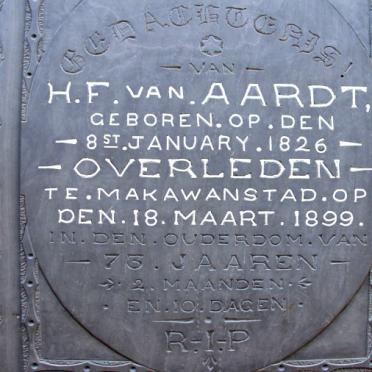 GEDACHTENIS!
VAN
H.F. VAN. AARDT,
GEBOREN. OP. DEN
8ST. JANUARY. 1826
OVERLEDEN
TE. MAKAWANSTAD. OP
DEN. 18. MAART. 1899.
IN. DEN. OUDERDOM. VAN
73. JAAREN
2. MAANDEN
EN. 10. DAGEN
R-I-P